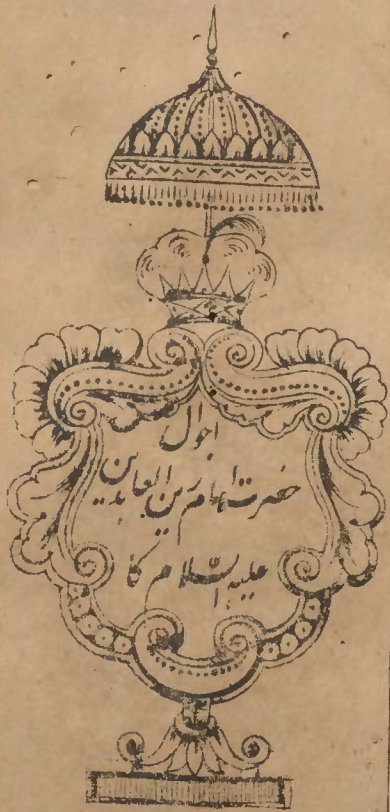 احوال
حضرت امام زین العابدین
علیہ السلام کا